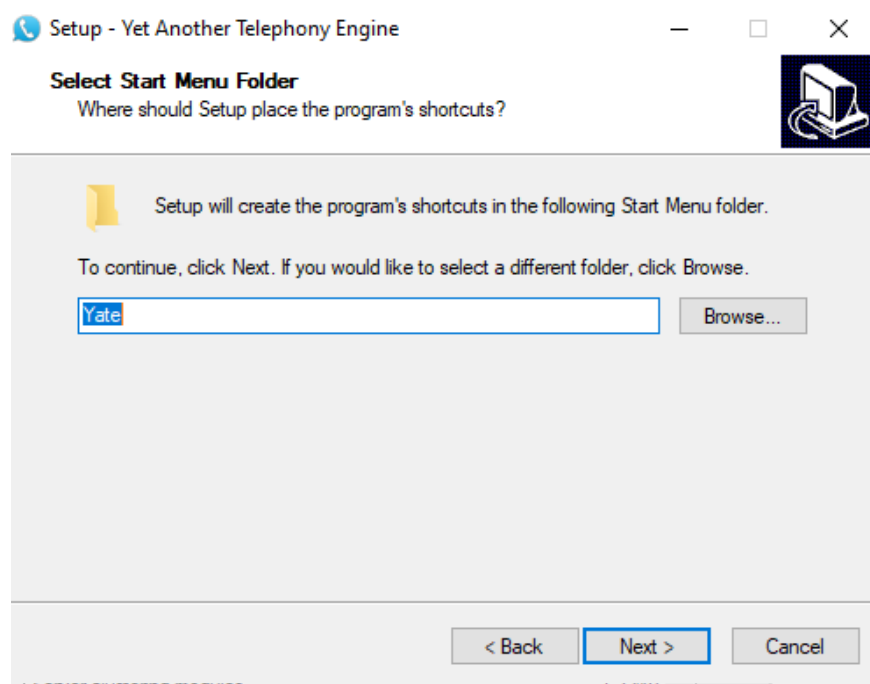 Setup - Yet Another Telephony Engine
Select Start Menu Folder
Where should Setup place the program's shortcuts?
Setup will create the program's shortcuts in the following Start Menu folder.
To continue, click Next. If you would like to select a different folder, click Browse.
Yate
Browse...
< Back
Next >
Cancel